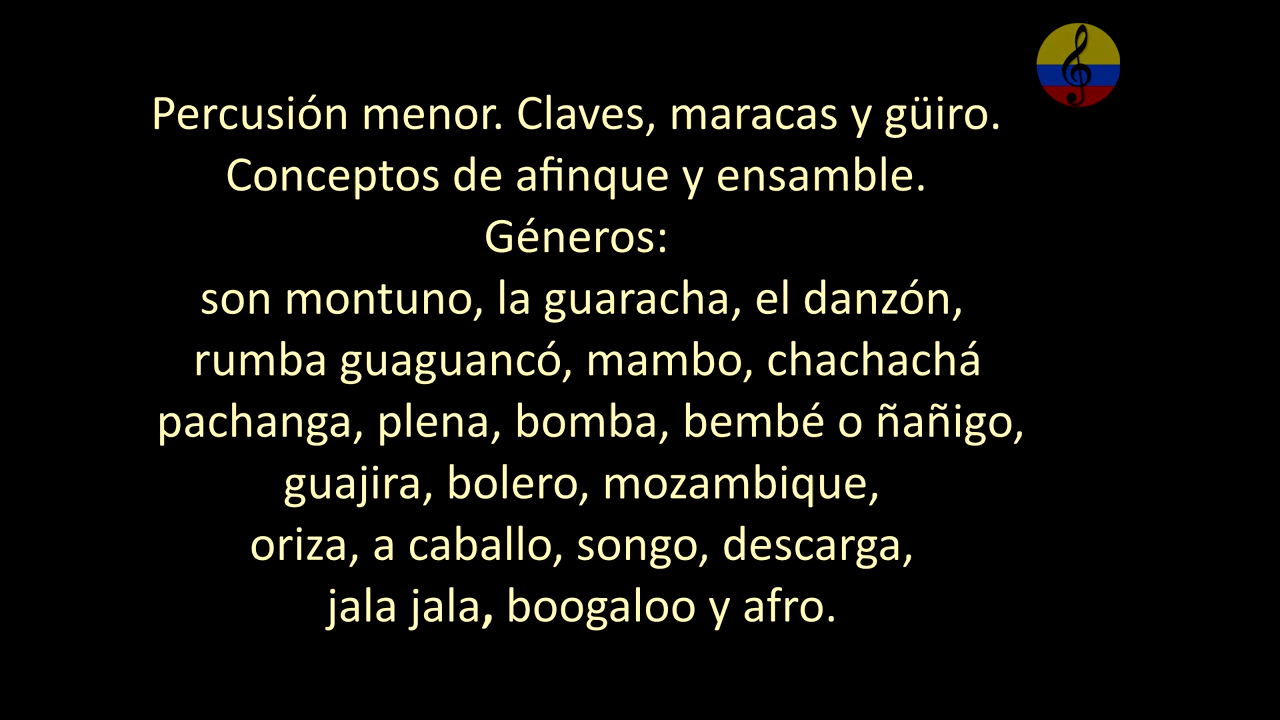 Percusión menor. Claves, maracas y güiro.
Conceptos de afinque y ensamble.
Géneros:
son montuno, la guaracha, el danzón,
rumba guaguancó, mambo, chachachá
pachanga, plena, bomba, bembé o ñañigo,
guajira, bolero, mozambique,
oriza, a caballo, songo, descarga,
jala jala, boogaloo y afro.